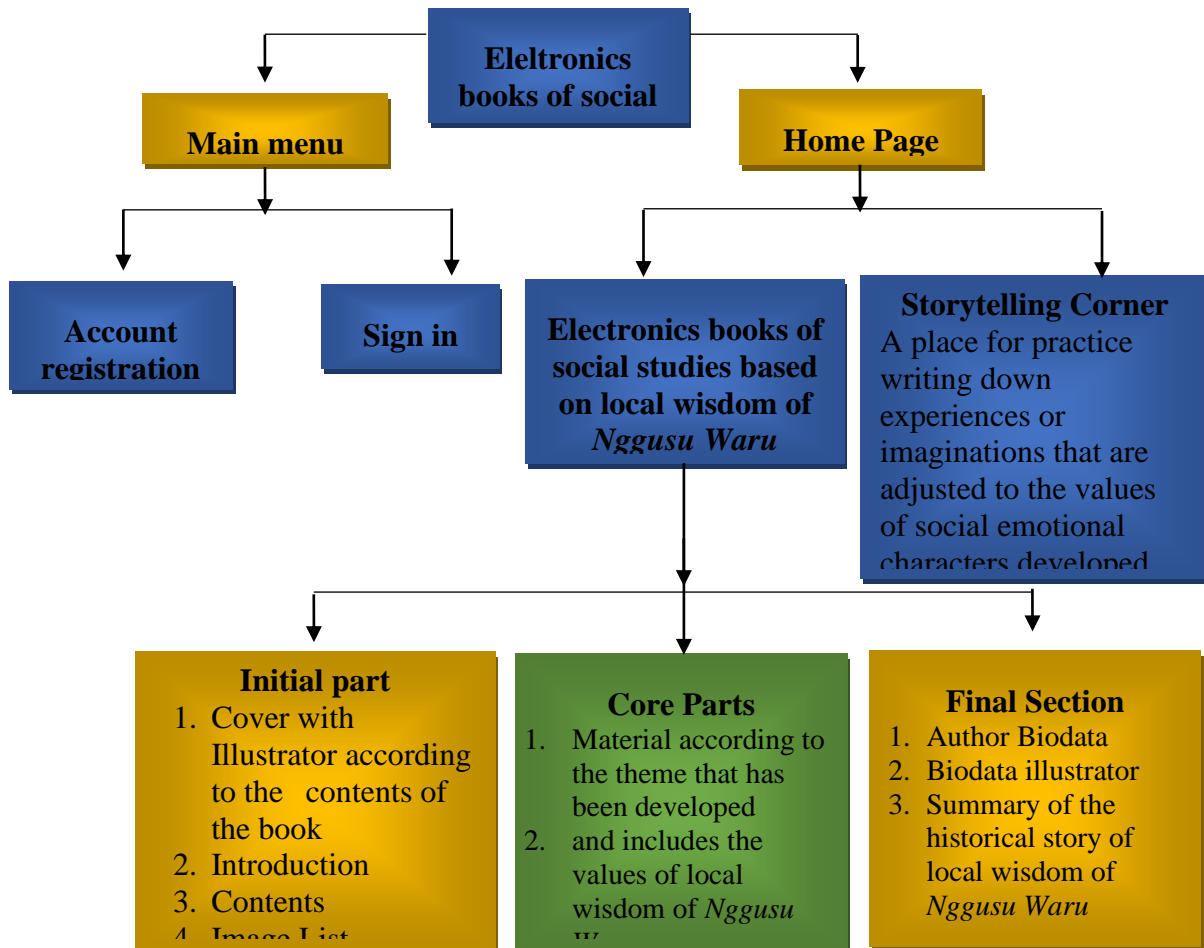 Eleltronics
books of social
Main menu
Home Page
Account
registration
Sign in
Electronics books of
social studies based
on local wisdom of
Nggusu Waru
Storytelling Corner
A place for practice
writing down
experiences or
imaginations that are
adjusted to the values
of social emotional
characters developed
Initial part
1. Cover with
Illustrator according
to the contents of
the book
2. Introduction
3. Contents
4. Image List
Core Parts
1. Material according to
the theme that has
been developed
2. and includes the
values of local
wisdom of Nggusu
Final Section
1. Author Biodata
2. Biodata illustrator
3. Summary of the
historical story of
local wisdom of
Nggusu Waru